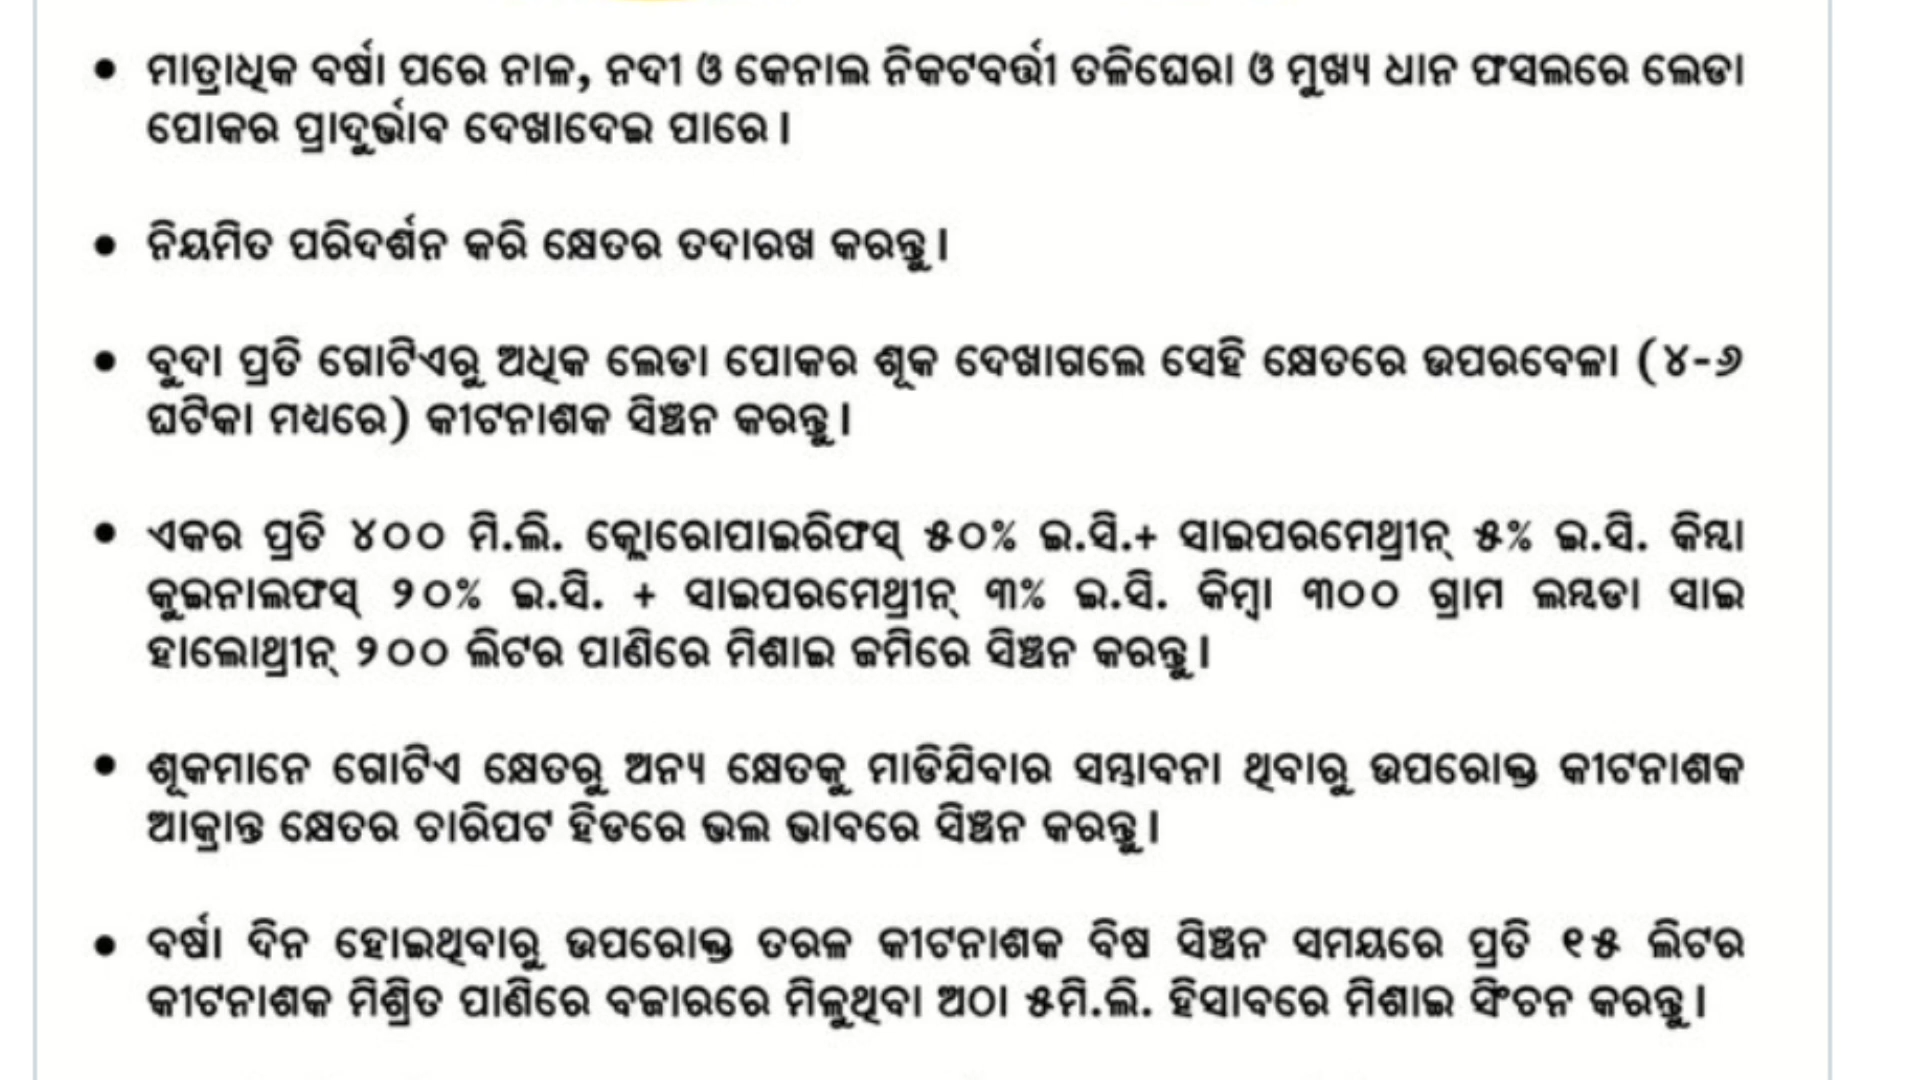 • ମାତ୍ରାଧିକ ବର୍ଷା ପରେ ନାଳ, ନଦୀ ଓ କେନାଲ ନିକଟବର୍ତ୍ତୀ ତଳିଘେରା ଓ ମୁଖ୍ୟ ଧାନ ଫସଲରେ ଲେଡା
ପୋକର ପ୍ରାଦୁର୍ଭାବ ଦେଖାଦେଇ ପାରେ।
• ନିୟମିତ ପରିଦର୍ଶନ କରି କ୍ଷେତର ତଦାରଖ କରନ୍ତୁ।
• ବୁଦା ପ୍ରତି ଗୋଟିଏରୁ ଅଧିକ ଲେଡା ପୋକର ଶୂକ ଦେଖାଗଲେ ସେହି କ୍ଷେତରେ ଉପରବେଳା (୪-୬
ଘଟିକା ମଧ୍ୟରେ) କୀଟନାଶକ ସିଞ୍ଚନ କରନ୍ତୁ।
• ଏକର ପ୍ରତି ୪୦୦ ମି.ଲି. କ୍ଲୋରୋପାଇରିଫସ୍ ୫୦% ଇ.ସି.+ ସାଇପରମେଥ୍ରୀନ୍ ୫% ଇ.ସି. କିମ୍ବା
କୁଇନାଲଫସ୍ ୨୦% ଇ.ସି. + ସାଇପରମେଥ୍ରୀନ୍ ୩% ଇ.ସି. କିମ୍ବା ୩୦୦ ଗ୍ରାମ ଲମ୍ବଡା ସାଇ
ହାଲୋଥ୍ରୀନ୍ ୨୦୦ ଲିଟର ପାଣିରେ ମିଶାଇ ଜମିରେ ସିଞ୍ଚନ କରନ୍ତୁ।
• ଶୂକମାନେ ଗୋଟିଏ କ୍ଷେତରୁ ଅନ୍ୟ କ୍ଷେତକୁ ମାଡିଯିବାର ସମ୍ଭାବନା ଥିବାରୁ ଉପରୋକ୍ତ କୀଟନାଶକ
ଆକ୍ରାନ୍ତ କ୍ଷେତର ଚାରିପଟ ହିଡରେ ଭଲ ଭାବରେ ସିଞ୍ଚନ କରନ୍ତୁ।
• ବର୍ଷା ଦିନ ହୋଇଥିବାରୁ ଉପରୋକ୍ତ ତରଳ କୀଟନାଶକ ବିଷ ସିଞ୍ଚନ ସମୟରେ ପ୍ରତି ୧୫ ଲିଟର
କୀଟନାଶକ ମିଶ୍ରିତ ପାଣିରେ ବଜାରରେ ମିଳୁଥିବା ଅଠା ୫ମି.ଲି. ହିସାବରେ ମିଶାଇ ସିଂଚନ କରନ୍ତୁ।